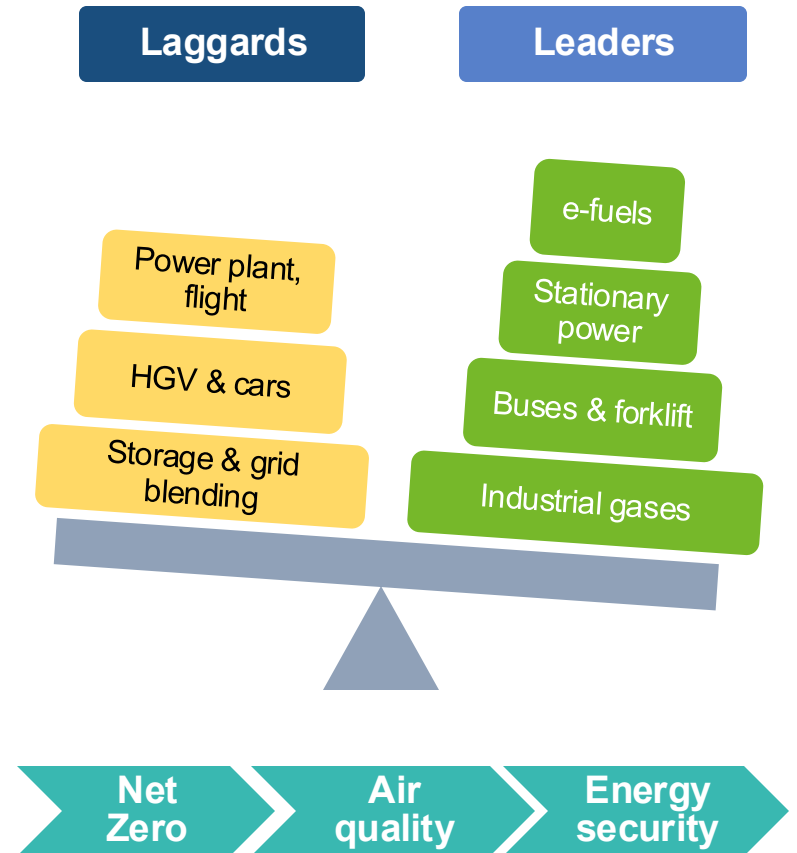 Laggards
Leaders
Power plant,
flight
HGV & cars
Storage & grid
blending
e-fuels
Stationary
power
Buses & forklift
Industrial gases
Net
Zero
Air
quality
Energy
security